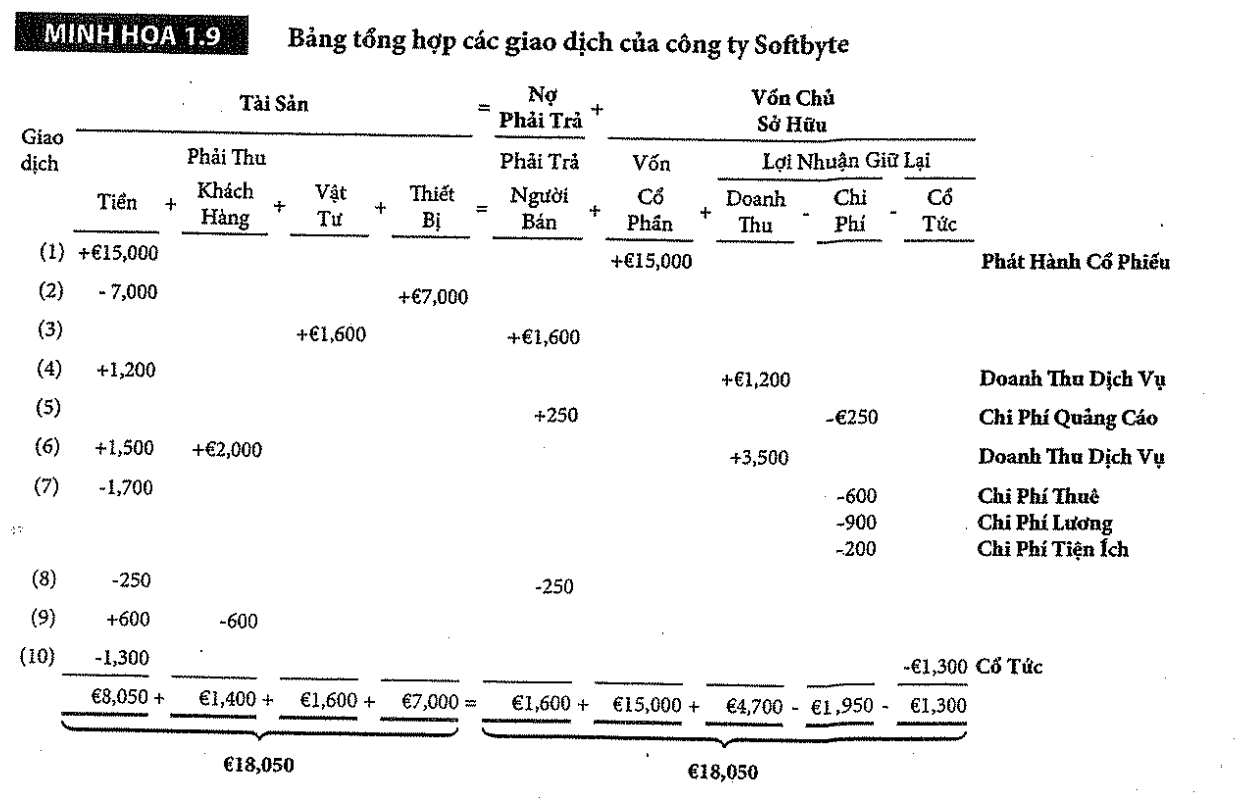 MINH HỌA 1.9 Bảng tổng hợp các giao dịch của công ty Softbyte
Tài Sản = Nợ Phải Trả + Vốn Chủ Sở Hữu
Giao dịch
Lợi Nhuận Giữ Lại
Tiền + Phải Thu Khách Hàng + Vật Tư + Thiết Bị = Phải Trả Người Bán + Vốn Cổ Phần + Doanh Thu - Chi Phí - Cổ Tức
(1) +€15,000 +€15,000 Phát Hành Cổ Phiếu
(2) - 7,000 +€7,000
(3) +€1,600 +€1,600
(4) +1,200 +€1,200 Doanh Thu Dịch Vụ
(5) +250 -€250 Chi Phí Quảng Cáo
(6) +1,500 +€2,000 +3,500 Doanh Thu Dịch Vụ
(7) -1,700 -600 Chi Phí Thuê
-900 Chi Phí Lương
-200 Chi Phí Tiện Ích
(8) -250 -250
(9) +600 -600
(10) -1,300 -€1,300 Cổ Tức
€8,050 + €1,400 + €1,600 + €7,000 = €1,600 + €15,000 + €4,700 - €1,950 - €1,300
€18,050 €18,050